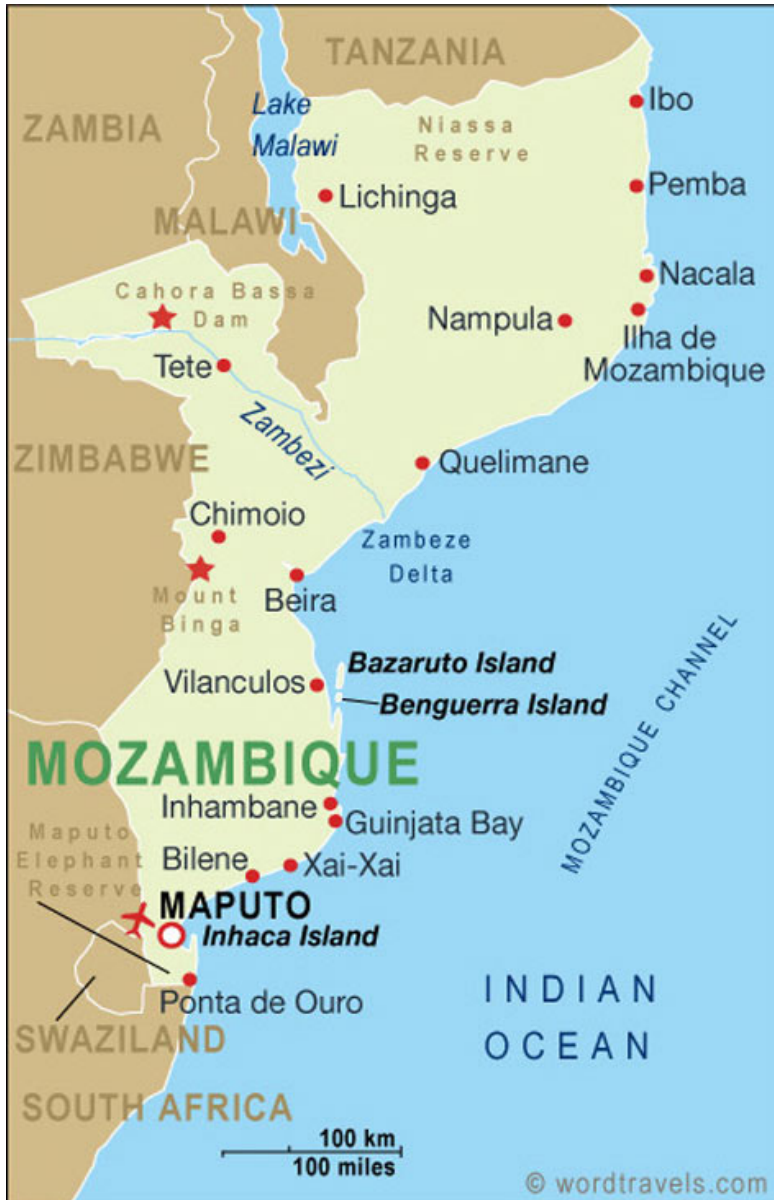 TANZANIA
ZAMBIA
Lake
Malawi
Niassa
Reserve
Ibo
Pemba
Lichinga
MALAWI
Nacala
Cahora Bassa
Dam
Nampula
Ilha de
Mozambique
Tete
Zambezi
ZIMBABWE
Quelimane
Chimoio
Zambeze
Delta
Mount
Binga
Beira
Bazaruto Island
Vilanculos
Benguerra Island
MOZAMBIQUE CHANNEL
MOZAMBIQUE
Inhambane
Guinjata Bay
Maputo
Elephant
Reserve
Bilene
Xai-Xai
MAPUTO
Inhaca Island
Ponta de Ouro
INDIAN
OCEAN
SWAZILAND
SOUTH AFRICA
100 km
100 miles
© wordtravels.com